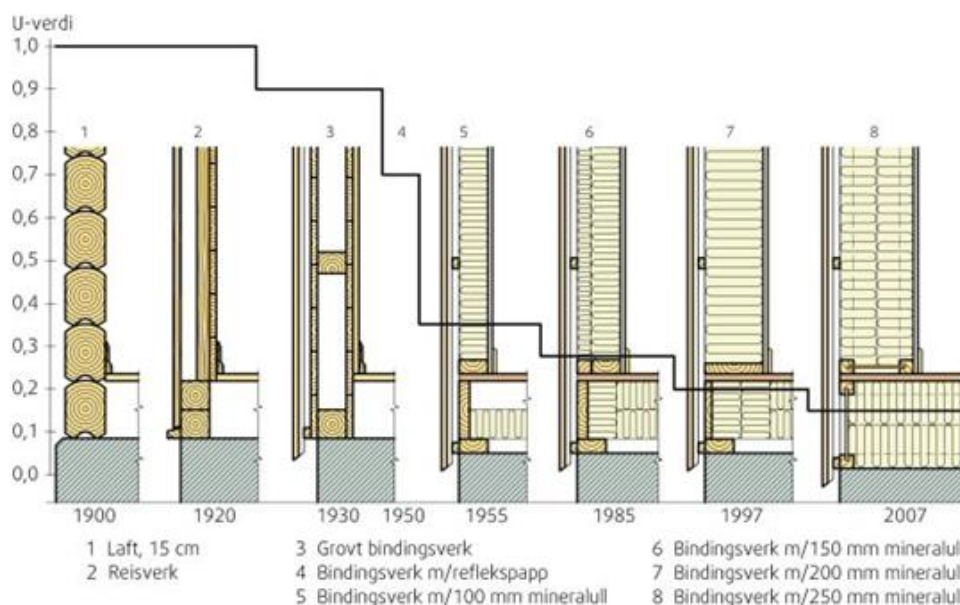 U-verdi
1,0
0,9
0,8
0,7
0,6
0,5
0,4
0,3
0,2
0,1
0,0
1 2 3 4 5 6 7 8
1900 1920 1930 1950 1955 1985 1997 2007
1 Laft, 15 cm
2 Reisverk
3 Grovt bindingsverk
4 Bindingsverk m/reflekspapp
5 Bindingsverk m/100 mm mineralull
6 Bindingsverk m/150 mm mineralull
7 Bindingsverk m/200 mm mineralull
8 Bindingsverk m/250 mm mineralull